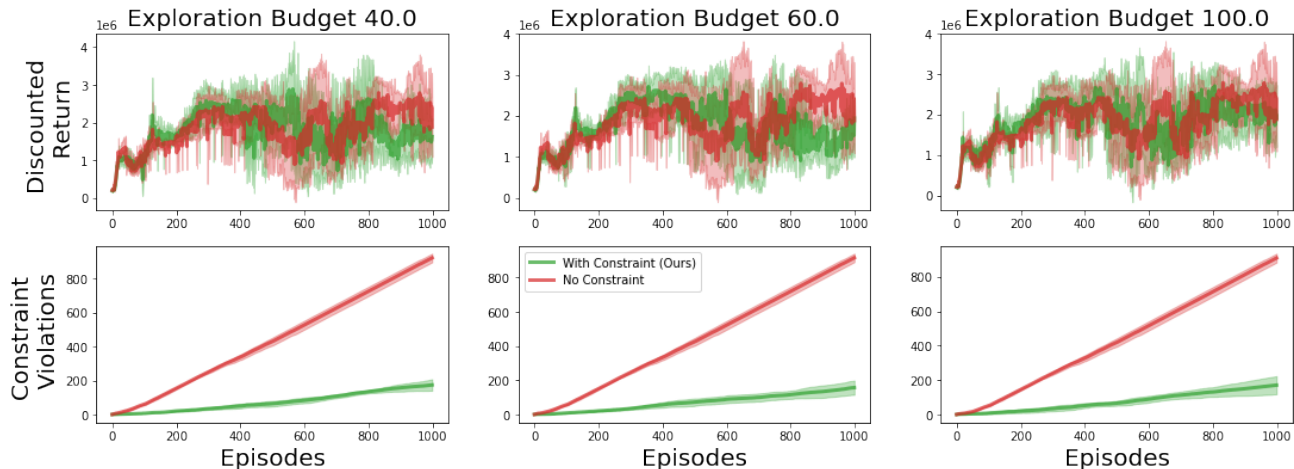 Exploration Budget 40.0
Exploration Budget 60.0
Exploration Budget 100.0
1e6
1e6
1e6
Discounted
Return
4
3
2
1
0
0 200 400 600 800 1000
4
3
2
1
0
0 200 400 600 800 1000
4
3
2
1
0
0 200 400 600 800 1000
Constraint
Violations
800
600
400
200
0
0 200 400 600 800 1000
Episodes
With Constraint (Ours)
No Constraint
800
600
400
200
0
0 200 400 600 800 1000
Episodes
800
600
400
200
0
0 200 400 600 800 1000
Episodes